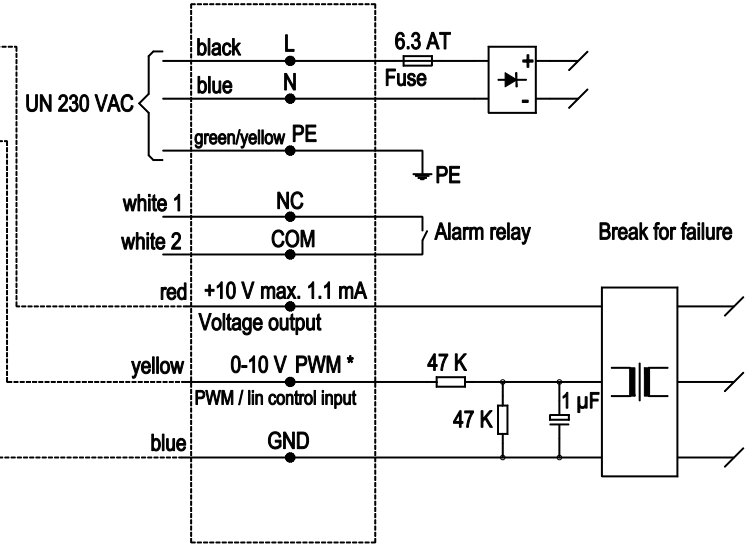 black L
6.3 AT
Fuse
+
-
blue N
UN 230 VAC
green/yellow PE
PE
white 1 NC
white 2 COM
Alarm relay
Break for failure
red +10 V max. 1.1 mA
Voltage output
yellow 0-10 V PWM *
PWM / lin control input
47 K
47 K
1 µF
blue GND